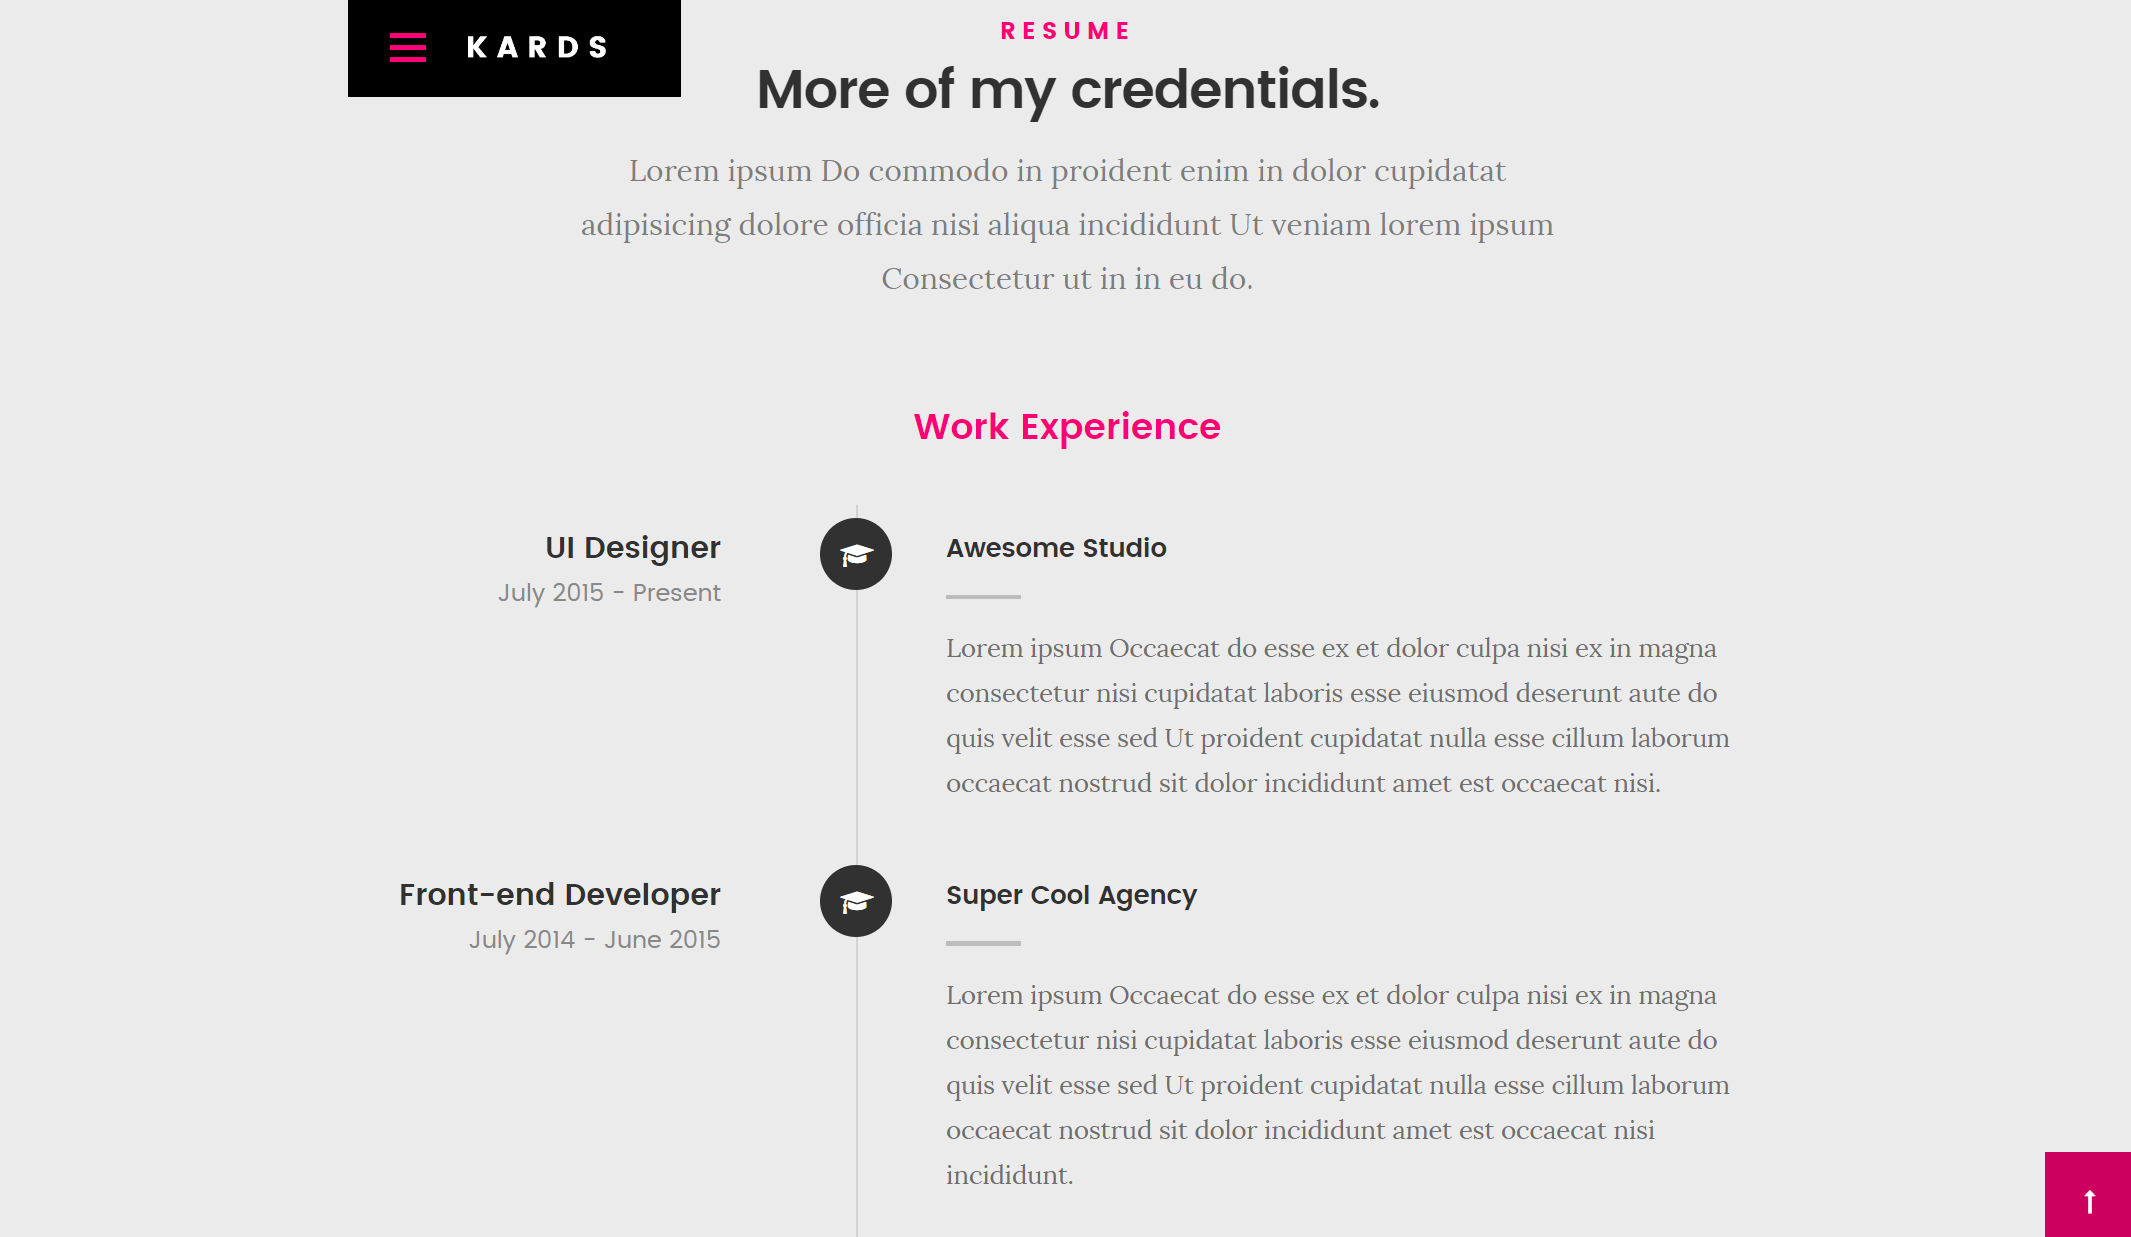 KARDS
RESUME
More of my credentials.
Lorem ipsum Do commodo in proident enim in dolor cupidatat
adipisicing dolore officia nisi aliqua incididunt Ut veniam lorem ipsum
Consectetur ut in in eu do.
Work Experience
UI Designer
July 2015 - Present
Awesome Studio
Lorem ipsum Occaecat do esse ex et dolor culpa nisi ex in magna
consectetur nisi cupidatat laboris esse eiusmod deserunt aute do
quis velit esse sed Ut proident cupidatat nulla esse cillum laborum
occaecat nostrud sit dolor incididunt amet est occaecat nisi.
Front-end Developer
July 2014 - June 2015
Super Cool Agency
Lorem ipsum Occaecat do esse ex et dolor culpa nisi ex in magna
consectetur nisi cupidatat laboris esse eiusmod deserunt aute do
quis velit esse sed Ut proident cupidatat nulla esse cillum laborum
occaecat nostrud sit dolor incididunt amet est occaecat nisi
incididunt.